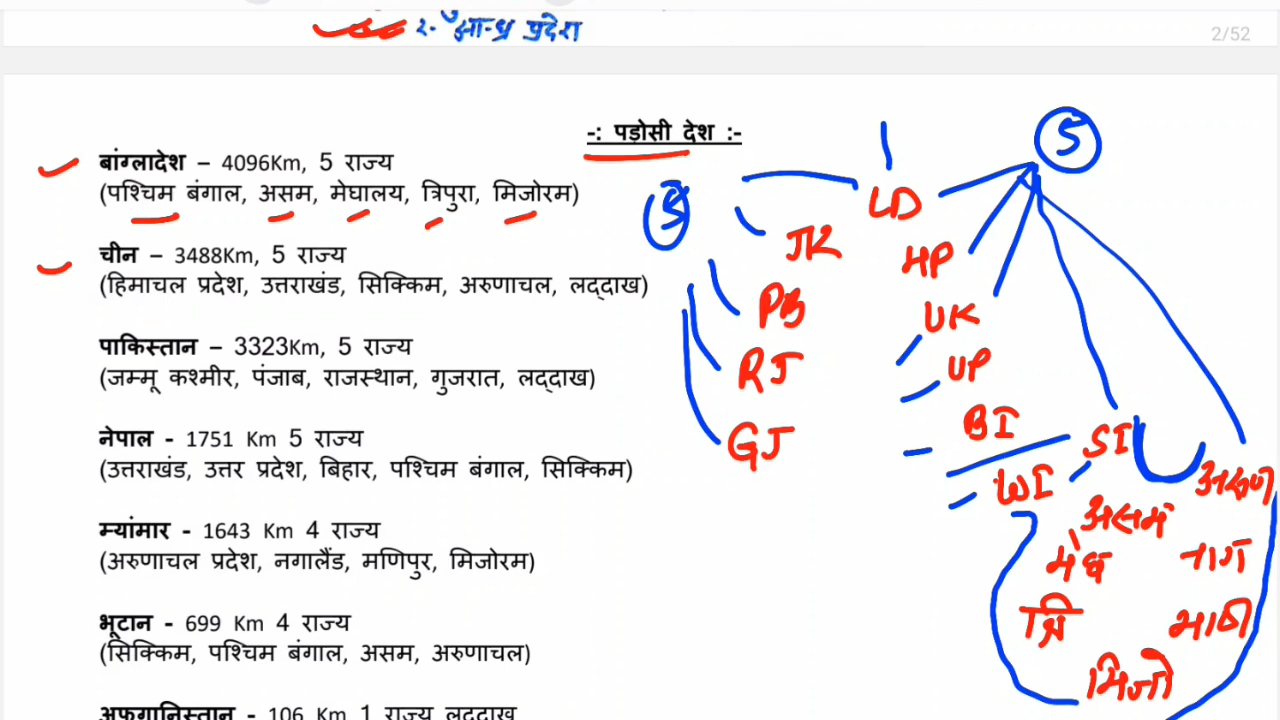 २. आन्ध्र प्रदेश
2/52
-: पड़ोसी देश :-
बांग्लादेश – 4096Km, 5 राज्य
(पश्चिम बंगाल, असम, मेघालय, त्रिपुरा, मिजोरम)
चीन – 3488Km, 5 राज्य
(हिमाचल प्रदेश, उत्तराखंड, सिक्किम, अरुणाचल, लद्दाख)
पाकिस्तान – 3323Km, 5 राज्य
(जम्मू कश्मीर, पंजाब, राजस्थान, गुजरात, लद्दाख)
नेपाल - 1751 Km 5 राज्य
(उत्तराखंड, उत्तर प्रदेश, बिहार, पश्चिम बंगाल, सिक्किम)
म्यांमार - 1643 Km 4 राज्य
(अरुणाचल प्रदेश, नगालैंड, मणिपुर, मिजोरम)
भूटान - 699 Km 4 राज्य
(सिक्किम, पश्चिम बंगाल, असम, अरुणाचल)
अफगानिस्तान - 106 Km 1 राज्य लद्दाख
5
5
LD
JK
HP
PB
UK
RJ
UP
GJ
BI
SI
WI
असम
मेघ
नाग
त्रि
मिजो